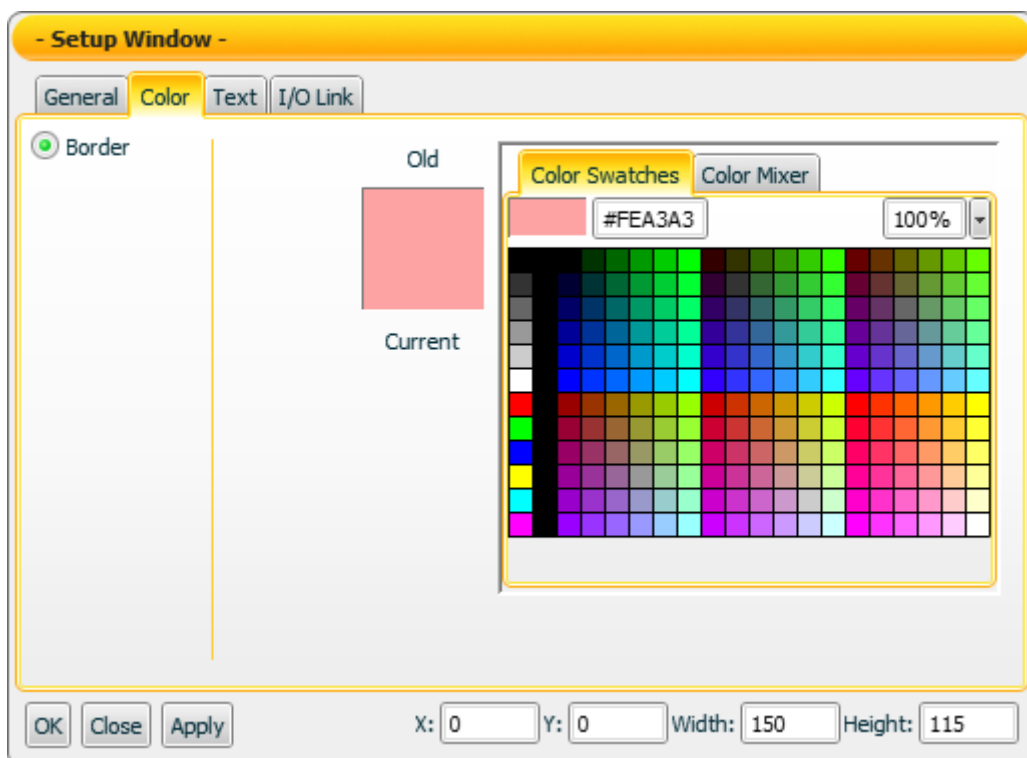 - Setup Window -
General Color Text I/O Link
Border
Old
Current
Color Swatches Color Mixer
#FEA3A3 100%
OK Close Apply X: 0 Y: 0 Width: 150 Height: 115